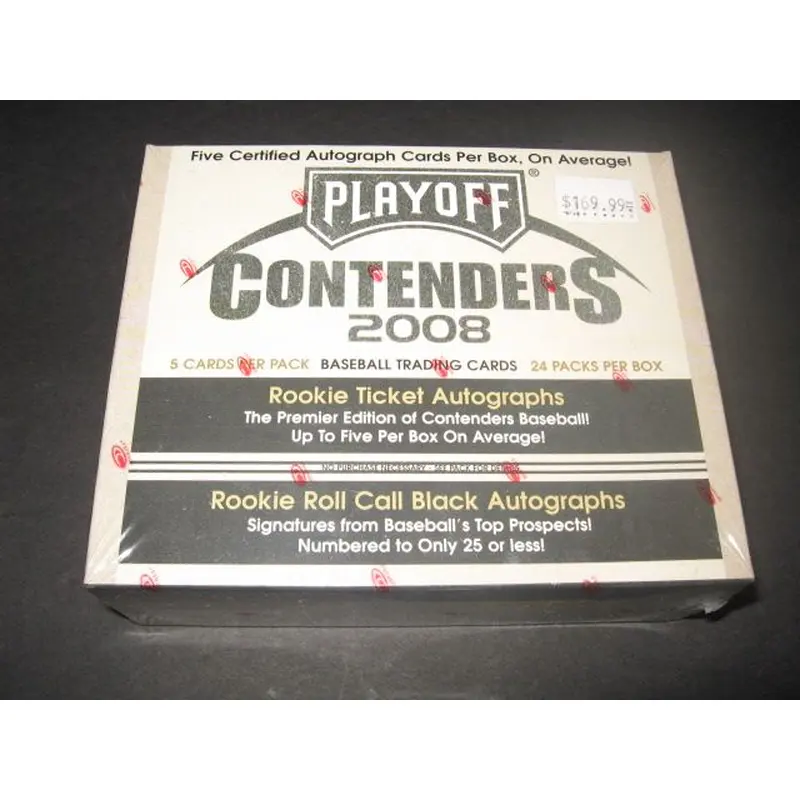 Five Certified Autograph Cards Per Box, On Average!
PLAYOFF®
$169.99
CONTENDERS
2008
5 CARDS PER PACK BASEBALL TRADING CARDS 24 PACKS PER BOX
Rookie Ticket Autographs
The Premier Edition of Contenders Baseball!
Up To Five Per Box On Average!
NO PURCHASE NECESSARY - SEE PACK FOR DETAILS
Rookie Roll Call Black Autographs
Signatures from Baseball's Top Prospects!
Numbered to Only 25 or less!